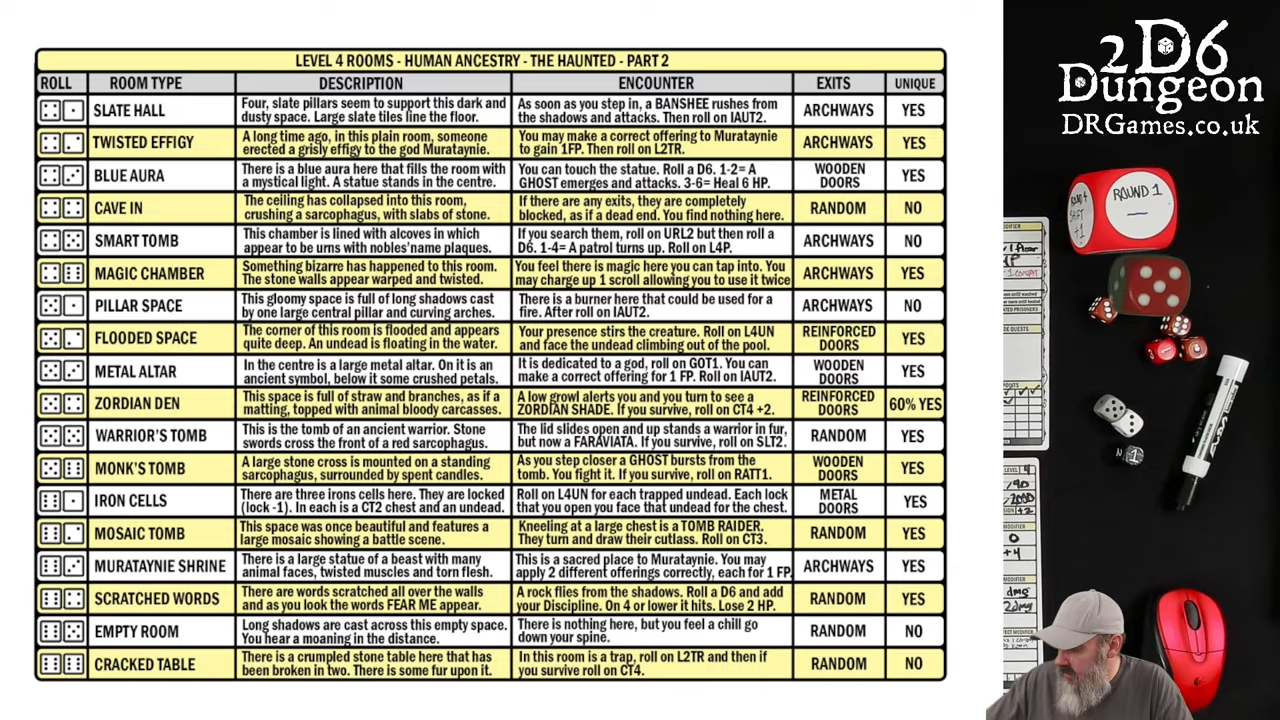 LEVEL 4 ROOMS - HUMAN ANCESTRY - THE HAUNTED - PART 2
ROLL ROOM TYPE DESCRIPTION ENCOUNTER EXITS UNIQUE
SLATE HALL
Four, slate pillars seem to support this dark and
dusty space. Large slate tiles line the floor.
As soon as you step in, a BANSHEE rushes from
the shadows and attacks. Then roll on IAUT2.
ARCHWAYS
YES
TWISTED EFFIGY
A long time ago, in this plain room, someone
erected a grisly effigy to the god Murataynie.
You may make a correct offering to Murataynie
to gain 1FP. Then roll on L2TR.
ARCHWAYS
YES
BLUE AURA
There is a blue aura here that fills the room with
a mystical light. A statue stands in the centre.
You can touch the statue. Roll a D6. 1-2= A
GHOST emerges and attacks. 3-6= Heal 6 HP.
WOODEN
DOORS
YES
CAVE IN
The ceiling has collapsed into this room,
crushing a sarcophagus, with slabs of stone.
If there are any exits, they are completely
blocked, as if a dead end. You find nothing here.
RANDOM
NO
SMART TOMB
This chamber is lined with alcoves in which
appear to be urns with nobles'name plaques.
If you search them, roll on URL2 but then roll a
D6. 1-4= A patrol turns up. Roll on L4P.
ARCHWAYS
NO
MAGIC CHAMBER
Something bizarre has happened to this room.
The stone walls appear warped and twisted.
You feel there is magic here you can tap into. You
may charge up 1 scroll allowing you to use it twice
ARCHWAYS
YES
PILLAR SPACE
This gloomy space is full of long shadows cast
by one large central pillar and curving arches.
There is a burner here that could be used for a
fire. After roll on IAUT2.
ARCHWAYS
NO
FLOODED SPACE
The corner of this room is flooded and appears
quite deep. An undead is floating in the water.
Your presence stirs the creature. Roll on L4UN
and face the undead climbing out of the pool.
REINFORCED
DOORS
YES
METAL ALTAR
In the centre is a large metal altar. On it is an
ancient symbol, below it some crushed petals.
It is dedicated to a god, roll on GOT1. You can
make a correct offering for 1 FP. Roll on IAUT2.
WOODEN
DOORS
YES
ZORDIAN DEN
This space is full of straw and branches, as if a
matting, topped with animal bloody carcasses.
A low growl alerts you and you turn to see a
ZORDIAN SHADE. If you survive, roll on CT4 +2.
REINFORCED
DOORS
60% YES
WARRIOR'S TOMB
This is the tomb of an ancient warrior. Stone
swords cross the front of a red sarcophagus.
The lid slides open and up stands a warrior in fur,
but now a FARAVIATA. If you survive, roll on SLT2.
RANDOM
YES
MONK'S TOMB
A large stone cross is mounted on a standing
sarcophagus, surrounded by spent candles.
As you step closer a GHOST bursts from the
tomb. You fight it. If you survive, roll on RATT1.
WOODEN
DOORS
YES
IRON CELLS
There are three irons cells here. They are locked
(lock -1). In each is a CT2 chest and an undead.
Roll on L4UN for each trapped undead. Each lock
that you open you face that undead for the chest.
METAL
DOORS
YES
MOSAIC TOMB
This space was once beautiful and features a
large mosaic showing a battle scene.
Kneeling at a large chest is a TOMB RAIDER.
They turn and draw their cutlass. Roll on CT3.
RANDOM
YES
MURATAYNIE SHRINE
There is a large statue of a beast with many
animal faces, twisted muscles and torn flesh.
This is a sacred place to Murataynie. You may
apply 2 different offerings correctly, each for 1 FP.
ARCHWAYS
YES
SCRATCHED WORDS
There are words scratched all over the walls
and as you look the words FEAR ME appear.
A rock flies from the shadows. Roll a D6 and add
your Discipline. On 4 or lower it hits. Lose 2 HP.
RANDOM
YES
EMPTY ROOM
Long shadows are cast across this empty space.
You hear a moaning in the distance.
There is nothing here, but you feel a chill go
down your spine.
RANDOM
NO
CRACKED TABLE
There is a crumpled stone table here that has
been broken in two. There is some fur upon it.
In this room is a trap, roll on L2TR and then if
you survive roll on CT4.
RANDOM
NO
2D6
Dungeon
DRGames.co.uk
ROUND 1
SHIFT
+1
LEVEL 4
+2
0
+4